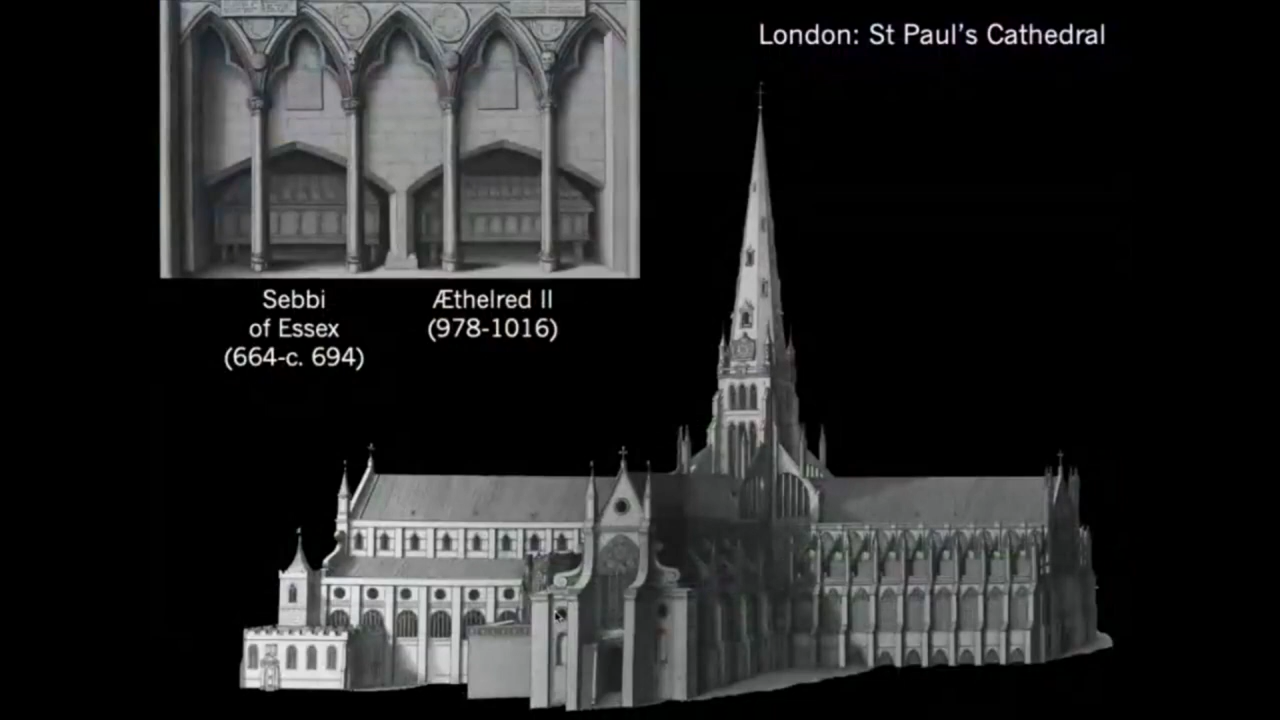 London: St Paul's Cathedral
Sebbi
of Essex
(664-c. 694)
Æthelred II
(978-1016)